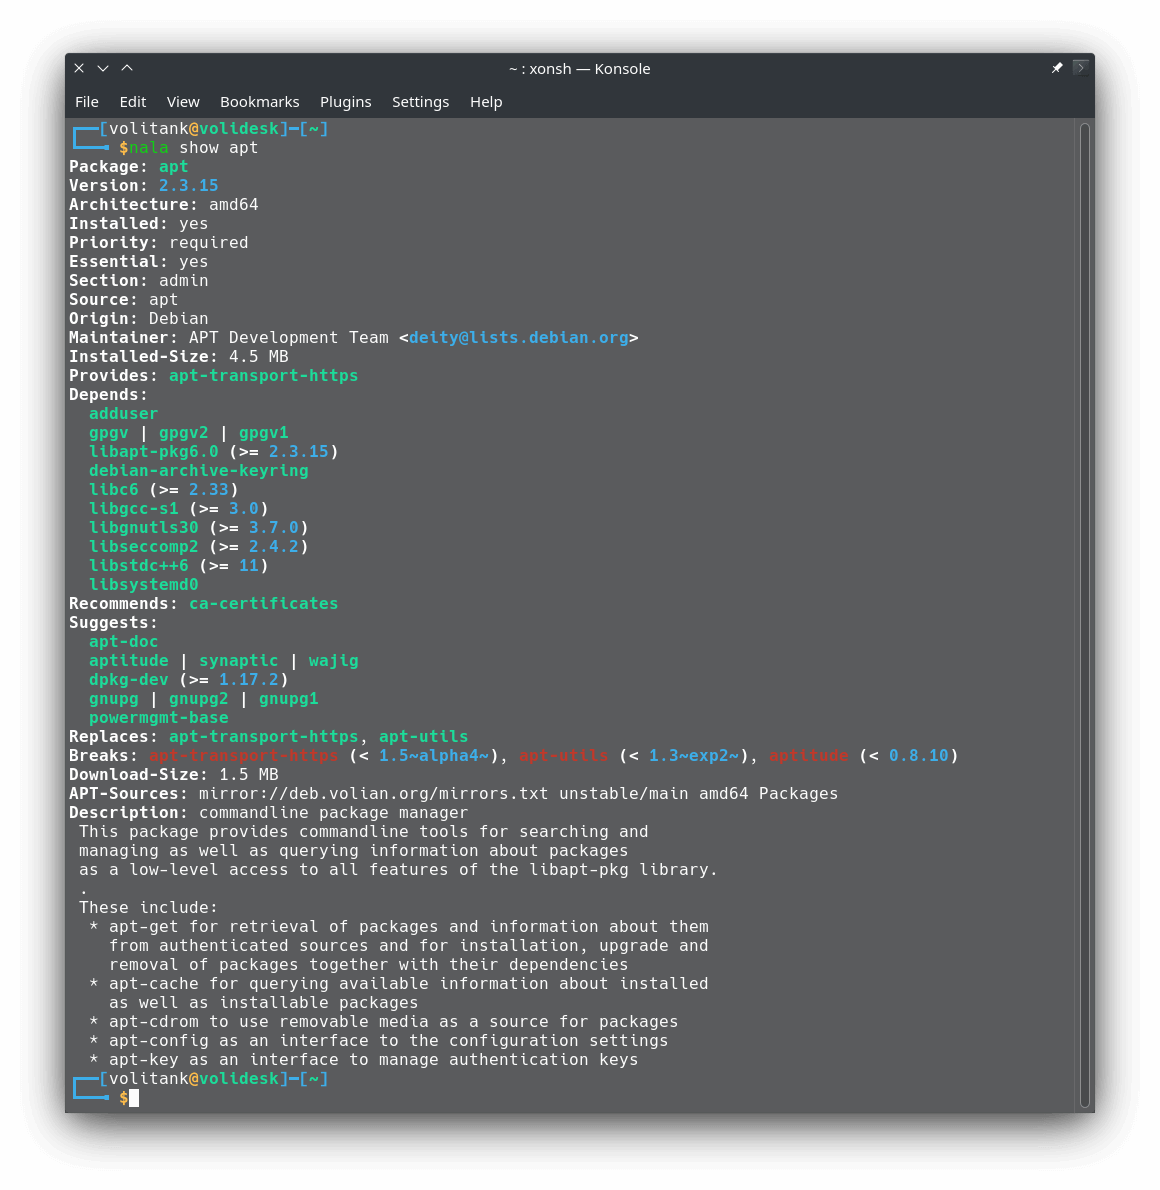 ~ : xonsh — Konsole
File Edit View Bookmarks Plugins Settings Help
[volitank@volidesk]─[~]
$nala show apt
Package: apt
Version: 2.3.15
Architecture: amd64
Installed: yes
Priority: required
Essential: yes
Section: admin
Source: apt
Origin: Debian
Maintainer: APT Development Team <deity@lists.debian.org>
Installed-Size: 4.5 MB
Provides: apt-transport-https
Depends:
  adduser
  gpgv | gpgv2 | gpgv1
  libapt-pkg6.0 (>= 2.3.15)
  debian-archive-keyring
  libc6 (>= 2.33)
  libgcc-s1 (>= 3.0)
  libgnutls30 (>= 3.7.0)
  libseccomp2 (>= 2.4.2)
  libstdc++6 (>= 11)
  libsystemd0
Recommends: ca-certificates
Suggests:
  apt-doc
  aptitude | synaptic | wajig
  dpkg-dev (>= 1.17.2)
  gnupg | gnupg2 | gnupg1
  powermgmt-base
Replaces: apt-transport-https, apt-utils
Breaks: apt-transport-https (< 1.5~alpha4~), apt-utils (< 1.3~exp2~), aptitude (< 0.8.10)
Download-Size: 1.5 MB
APT-Sources: mirror://deb.volian.org/mirrors.txt unstable/main amd64 Packages
Description: commandline package manager
 This package provides commandline tools for searching and
 managing as well as querying information about packages
 as a low-level access to all features of the libapt-pkg library.
 .
 These include:
  * apt-get for retrieval of packages and information about them
    from authenticated sources and for installation, upgrade and
    removal of packages together with their dependencies
  * apt-cache for querying available information about installed
    as well as installable packages
  * apt-cdrom to use removable media as a source for packages
  * apt-config as an interface to the configuration settings
  * apt-key as an interface to manage authentication keys
[volitank@volidesk]─[~]
$